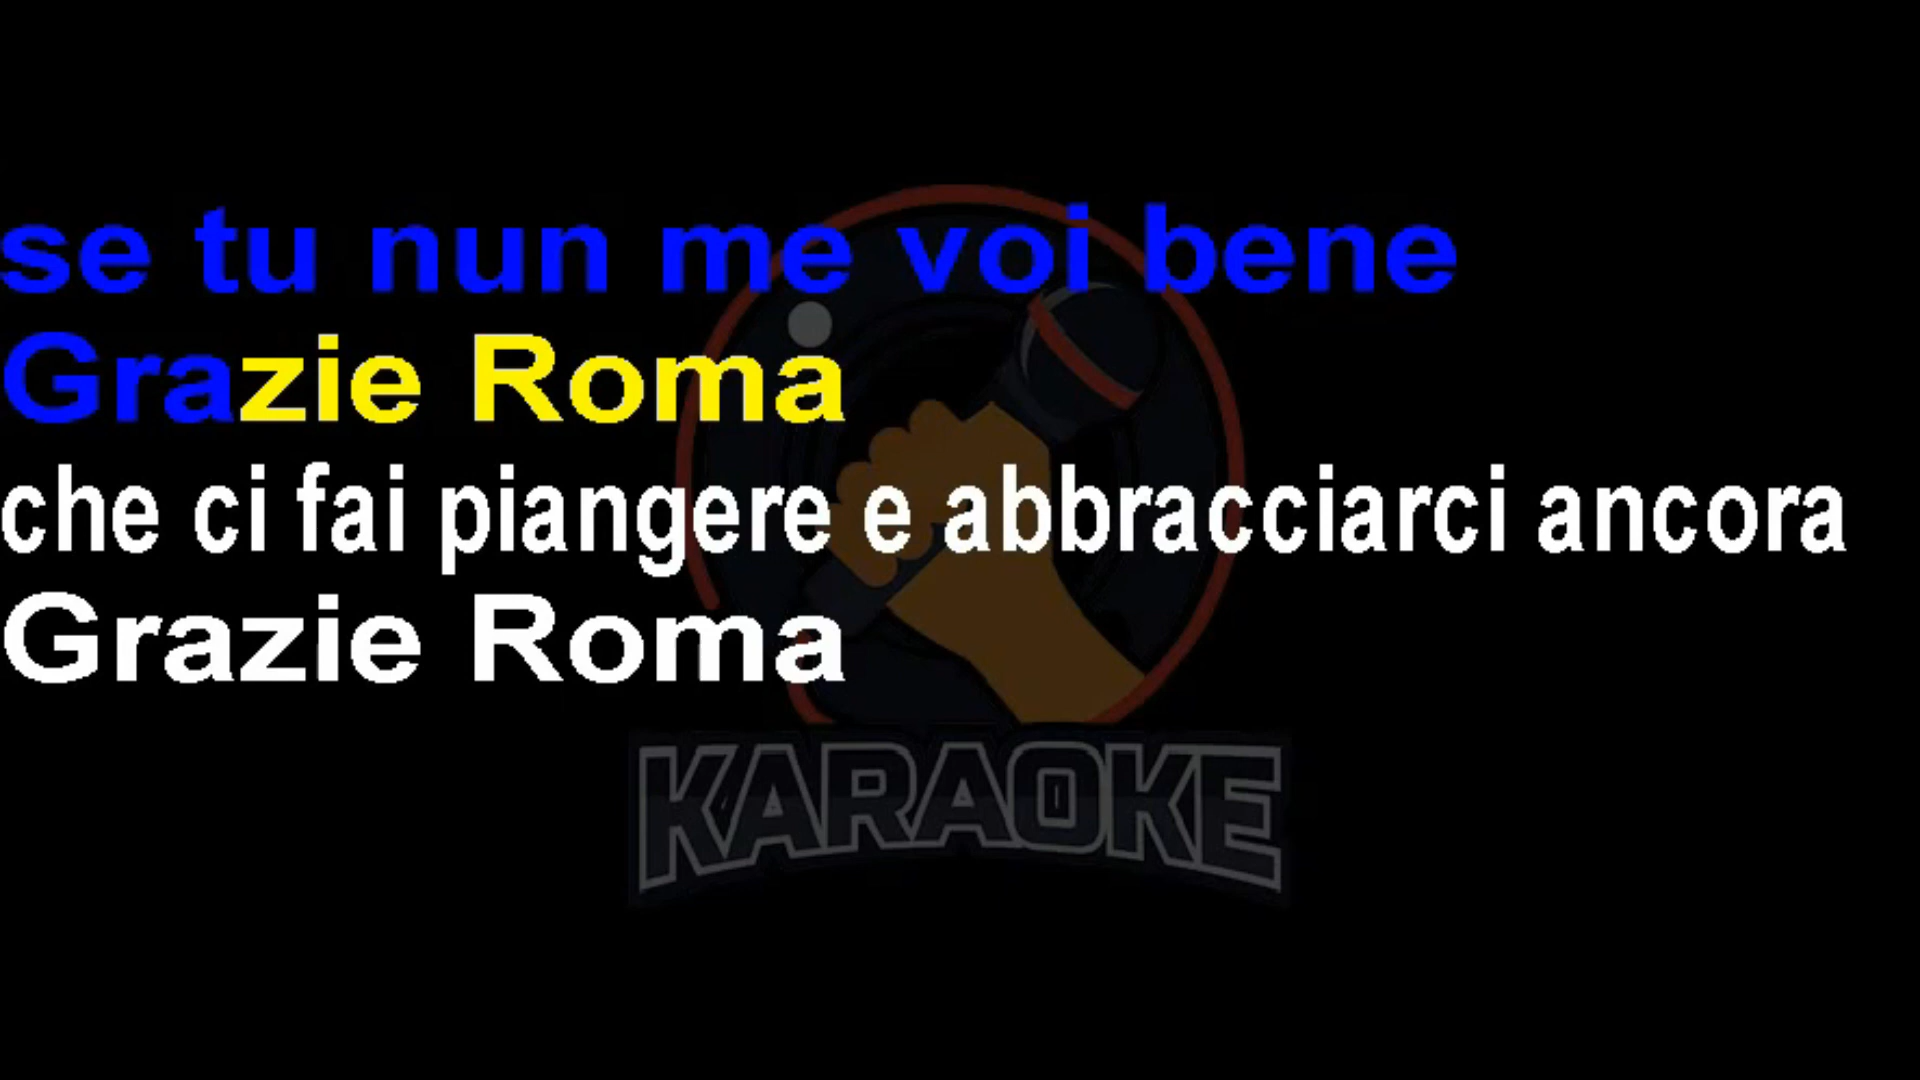 se tu nun me voi bene
Grazie Roma
che ci fai piangere e abbracciarci ancora
Grazie Roma
KARAOKE